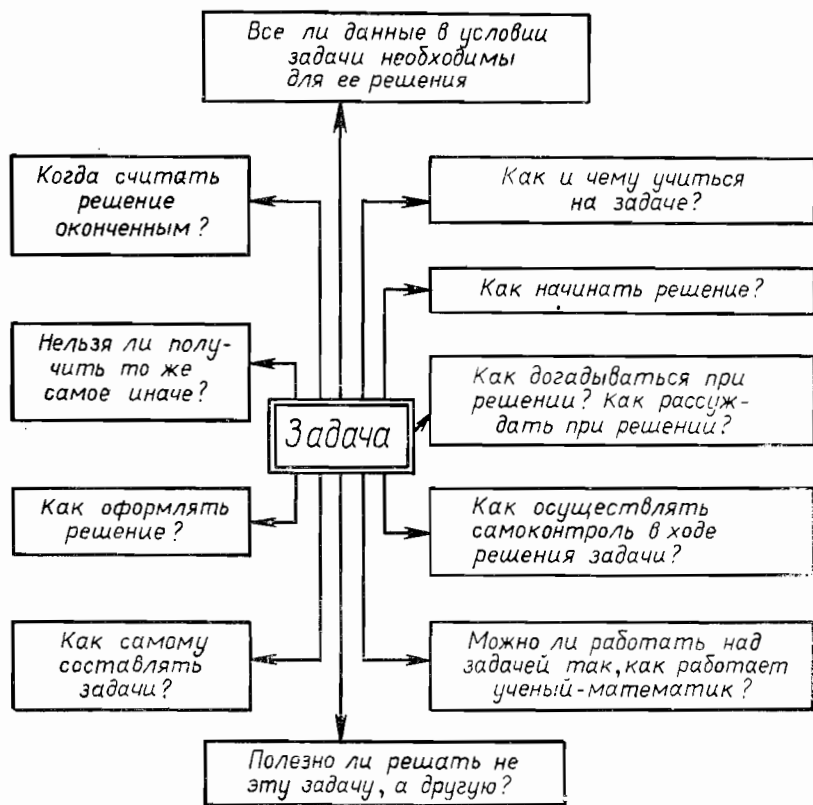 Все ли данные в условии
задачи необходимы
для ее решения
Когда считать
решение
оконченным?
Как и чему учиться
на задаче?
Как начинать решение?
Нельзя ли полу-
чить то же
самое иначе?
Как догадываться при
решении? Как рассуж-
дать при решении?
Задача
Как оформлять
решение?
Как осуществлять
самоконтроль в ходе
решения задачи?
Как самому
составлять
задачи?
Можно ли работать над
задачей так, как работает
ученый-математик?
Полезно ли решать не
эту задачу, а другую?